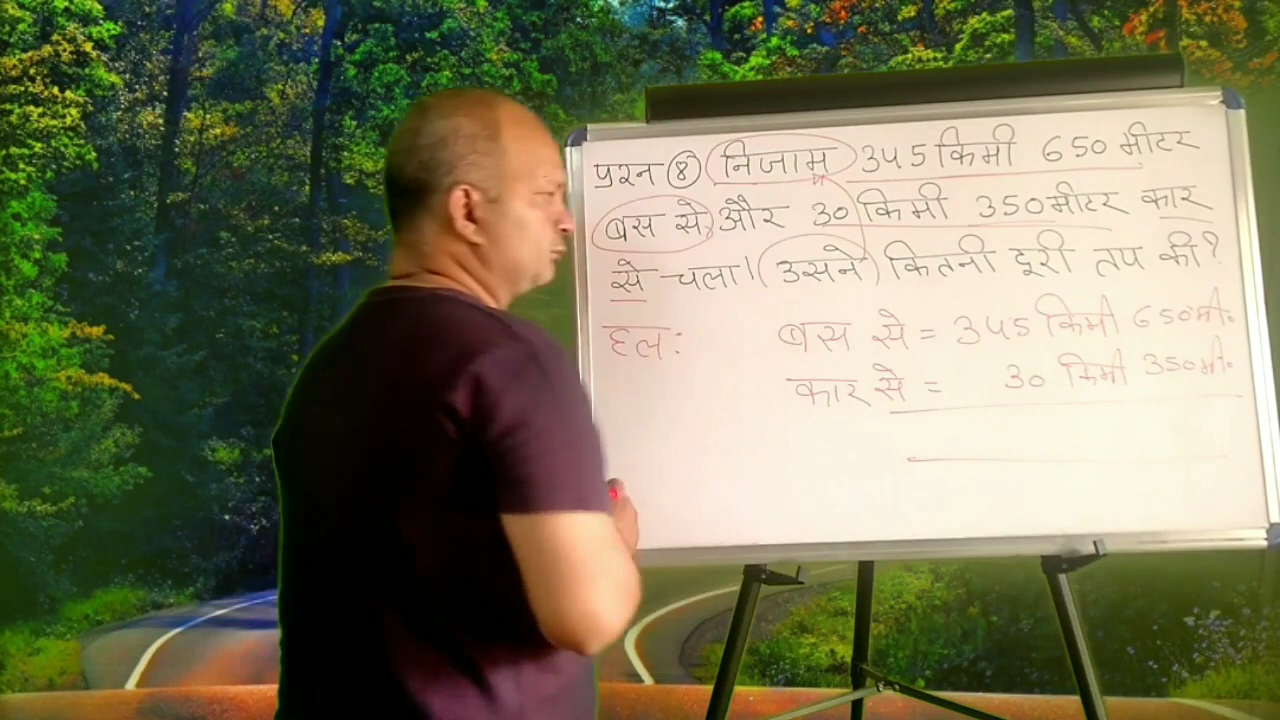 प्रश्न ⑧ निजाम 345 किमी 650 मीटर
बस से और 30 किमी 350 मीटर कार
से चला। उसने कितनी दूरी तय की?
हल: बस से = 345 किमी 650 मी.
कार से = 30 किमी 350 मी.